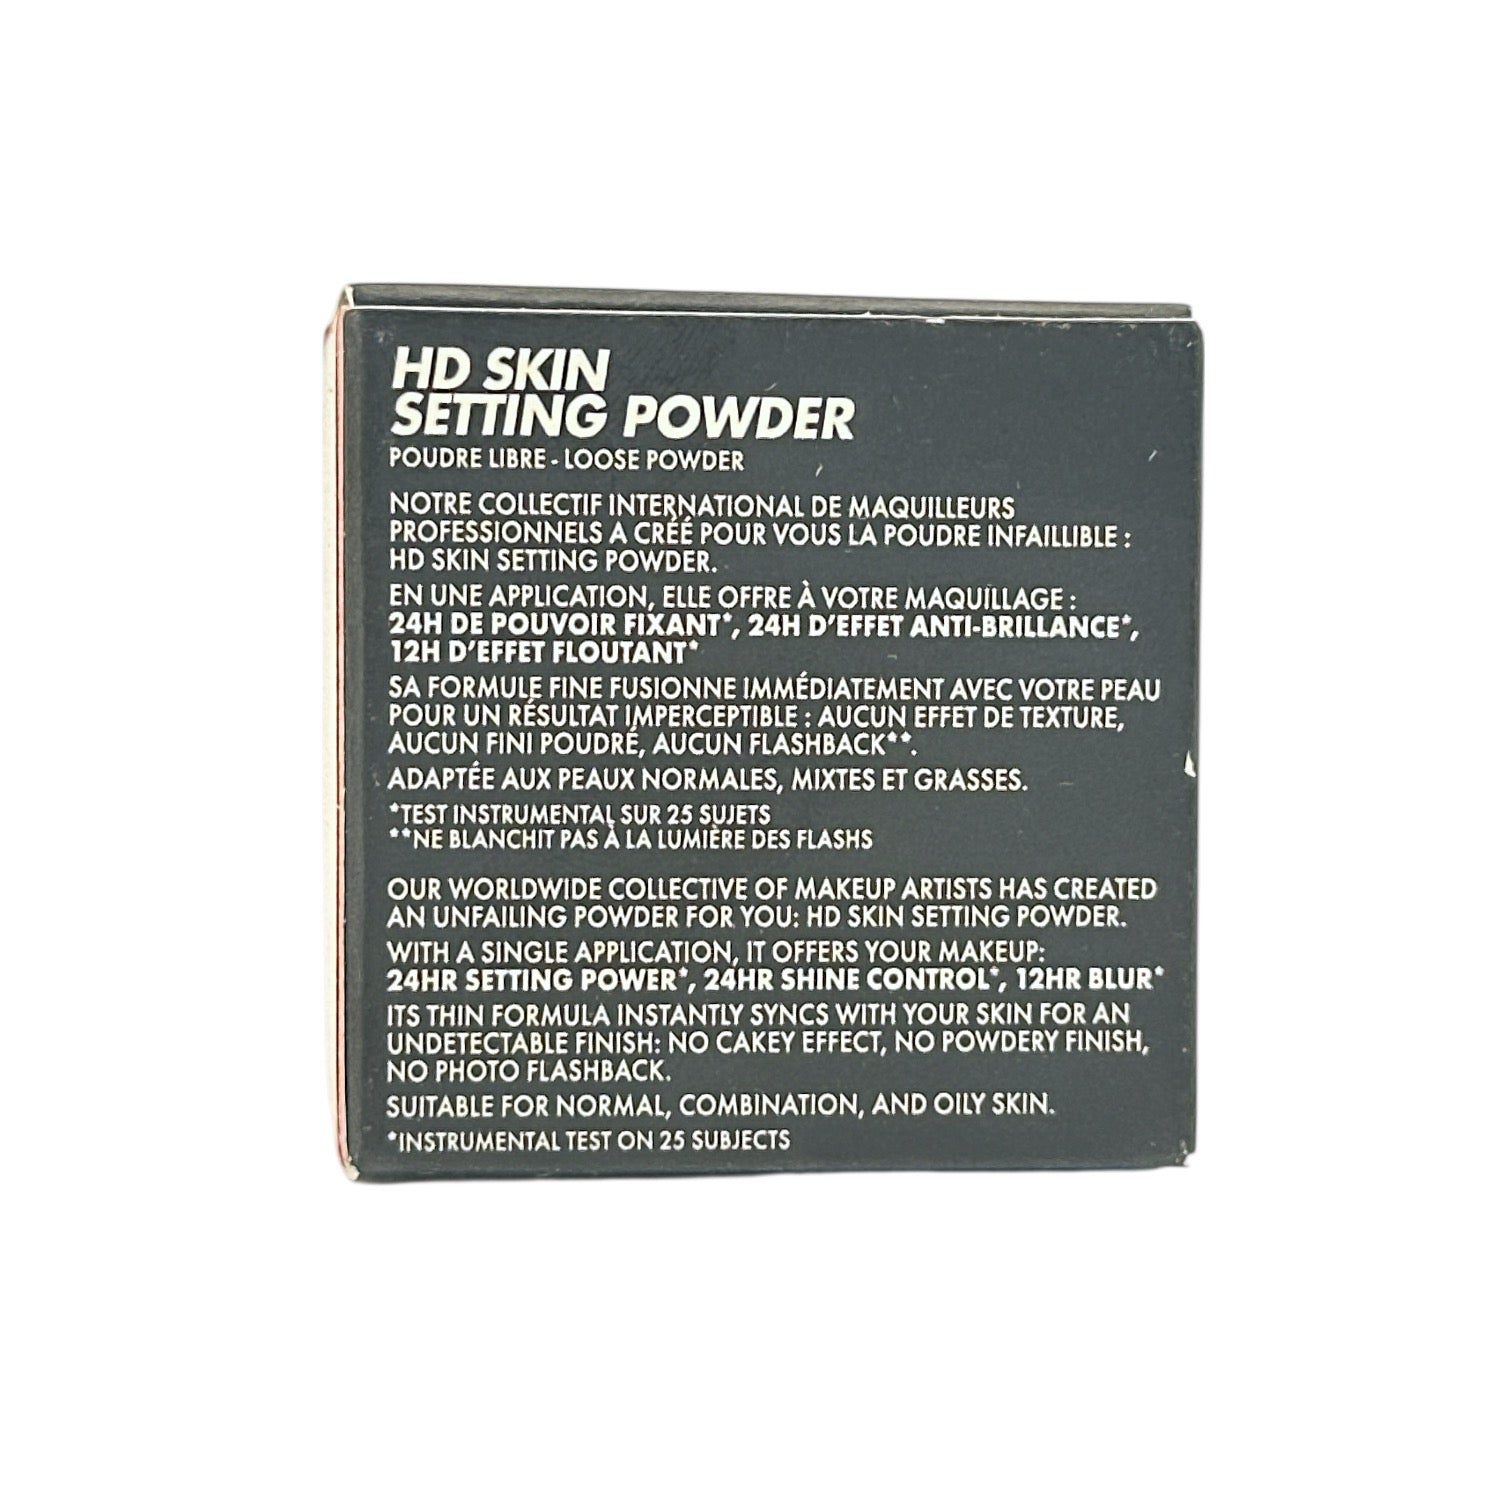 HD SKIN
SETTING POWDER
POUDRE LIBRE - LOOSE POWDER
NOTRE COLLECTIF INTERNATIONAL DE MAQUILLEURS
PROFESSIONNELS A CRÉÉ POUR VOUS LA POUDRE INFAILLIBLE :
HD SKIN SETTING POWDER.
EN UNE APPLICATION, ELLE OFFRE À VOTRE MAQUILLAGE :
24H DE POUVOIR FIXANT*, 24H D'EFFET ANTI-BRILLANCE*,
12H D'EFFET FLOUTANT*
SA FORMULE FINE FUSIONNE IMMÉDIATEMENT AVEC VOTRE PEAU
POUR UN RÉSULTAT IMPERCEPTIBLE : AUCUN EFFET DE TEXTURE,
AUCUN FINI POUDRÉ, AUCUN FLASHBACK**.
ADAPTÉE AUX PEAUX NORMALES, MIXTES ET GRASSES.
*TEST INSTRUMENTAL SUR 25 SUJETS
**NE BLANCHIT PAS À LA LUMIÈRE DES FLASHS
OUR WORLDWIDE COLLECTIVE OF MAKEUP ARTISTS HAS CREATED
AN UNFAILING POWDER FOR YOU: HD SKIN SETTING POWDER.
WITH A SINGLE APPLICATION, IT OFFERS YOUR MAKEUP:
24HR SETTING POWER*, 24HR SHINE CONTROL*, 12HR BLUR*
ITS THIN FORMULA INSTANTLY SYNCS WITH YOUR SKIN FOR AN
UNDETECTABLE FINISH: NO CAKEY EFFECT, NO POWDERY FINISH,
NO PHOTO FLASHBACK.
SUITABLE FOR NORMAL, COMBINATION, AND OILY SKIN.
*INSTRUMENTAL TEST ON 25 SUBJECTS